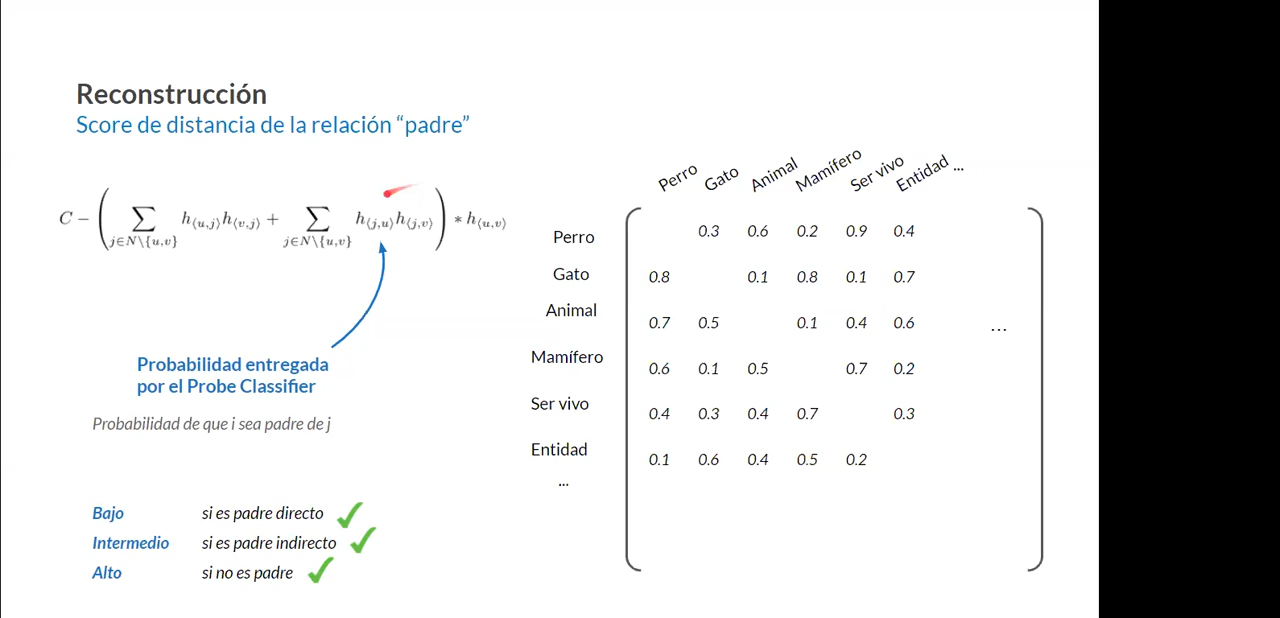 Reconstrucción
Score de distancia de la relación “padre”
C − ( ∑_{j∈N\{u,v}} h_{⟨u,j⟩}h_{⟨v,j⟩} + ∑_{j∈N\{u,v}} h_{⟨j,u⟩}h_{⟨j,v⟩} ) ∗ h_{⟨u,v⟩}
Probabilidad entregada
por el Probe Classifier
Probabilidad de que i sea padre de j
Bajo si es padre directo
Intermedio si es padre indirecto
Alto si no es padre
Perro Gato Animal Mamífero Ser vivo Entidad ...
Perro 0.3 0.6 0.2 0.9 0.4
Gato 0.8 0.1 0.8 0.1 0.7
Animal 0.7 0.5 0.1 0.4 0.6 ...
Mamífero 0.6 0.1 0.5 0.7 0.2
Ser vivo 0.4 0.3 0.4 0.7 0.3
Entidad 0.1 0.6 0.4 0.5 0.2
...